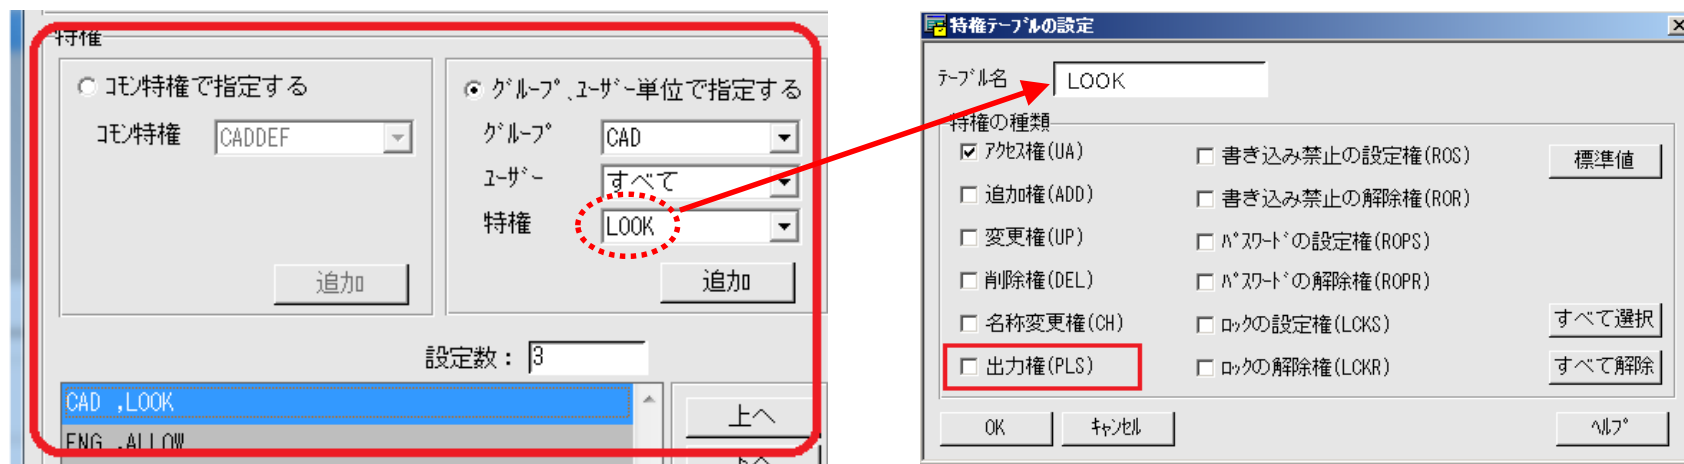 特権
コモン特権で指定する
コモン特権 CADDEF
追加
グループ、ユーザー単位で指定する
グループ CAD
ユーザー すべて
特権 LOOK
追加
設定数： 3
CAD ,LOOK
ENG ,ALLOW
上へ
下へ
特権テーブルの設定
テーブル名 LOOK
特権の種類
アクセス権(UA)
追加権(ADD)
変更権(UP)
削除権(DEL)
名称変更権(CH)
出力権(PLS)
書き込み禁止の設定権(ROS)
書き込み禁止の解除権(ROR)
パスワードの設定権(ROPS)
パスワードの解除権(ROPR)
ロックの設定権(LCKS)
ロックの解除権(LCKR)
標準値
すべて選択
すべて解除
OK
キャンセル
ヘルプ